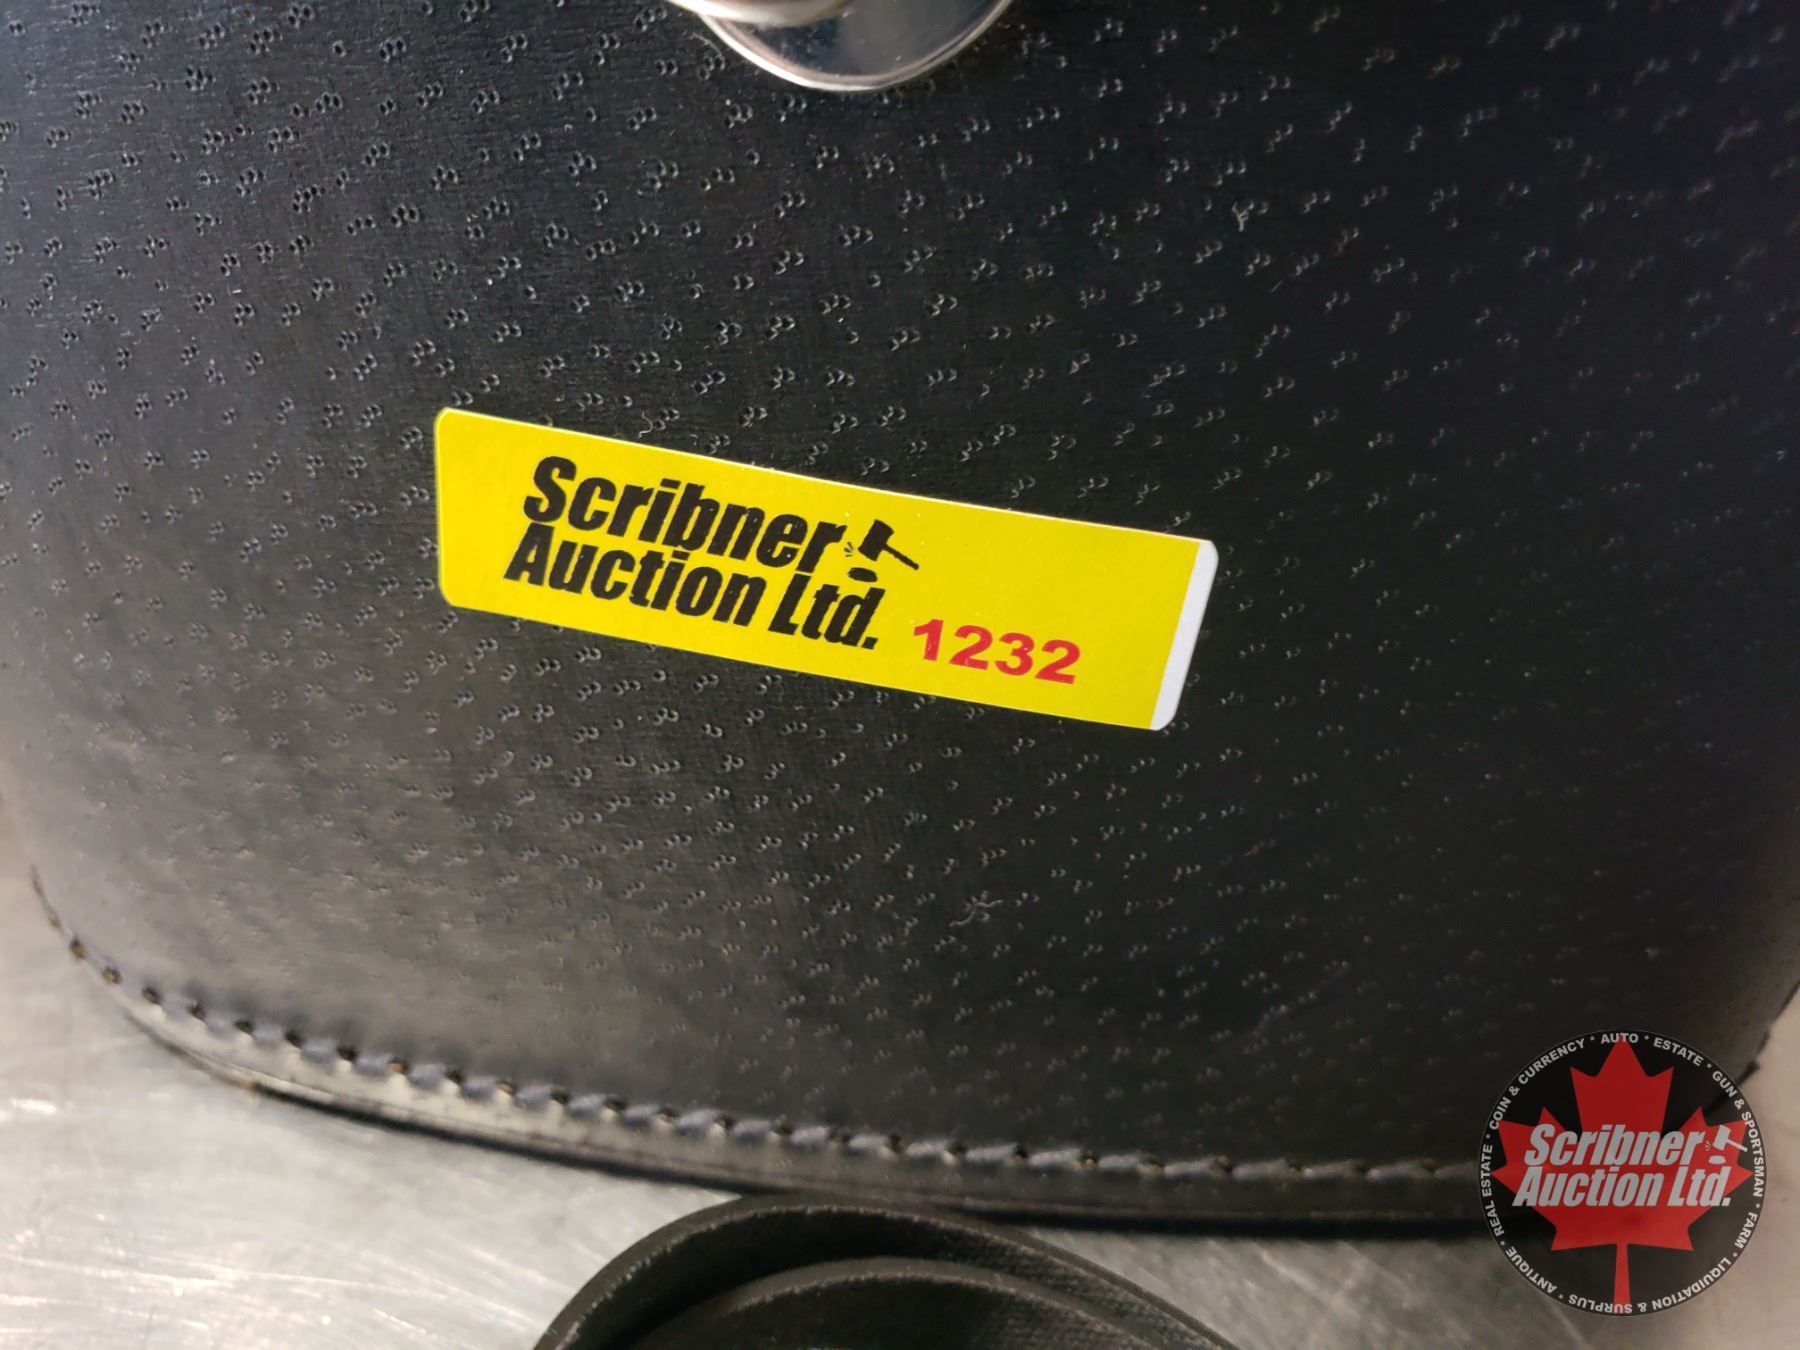 Scribner
Auction Ltd.
1232
REAL ESTATE * COIN & CURRENCY * AUTO * ESTATE * GUN & SPORTSMAN * FARM * LIQUIDATION & SURPLUS * ANTIQUE *
Scribner
Auction Ltd.